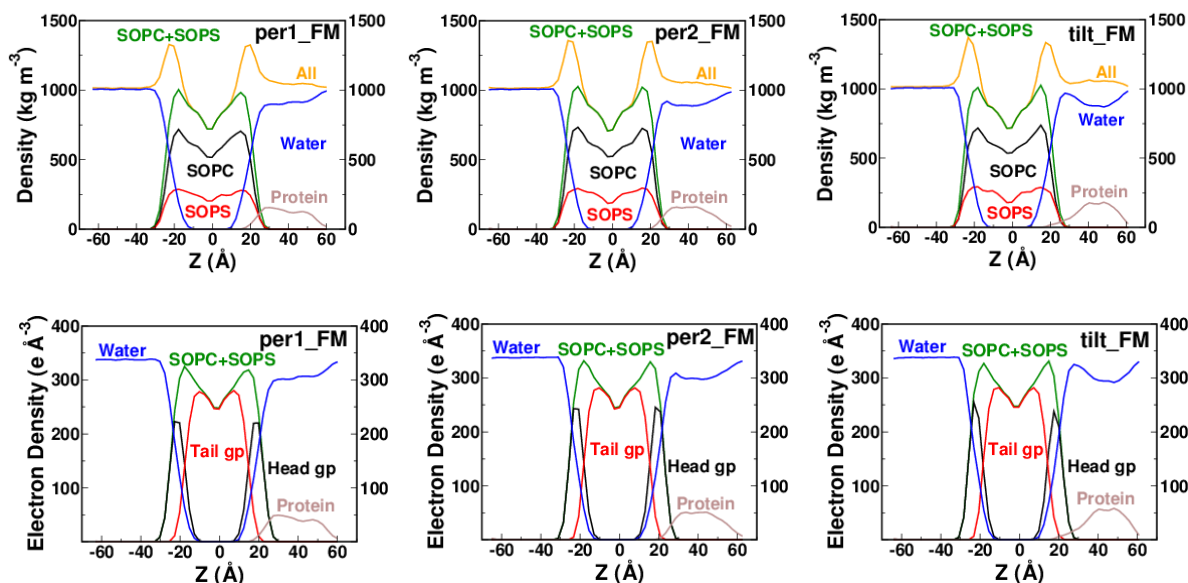 1500 SOPC+SOPS per1_FM 1500
1000 All 1000
Water
500 SOPC 500
Protein
SOPS
0 0
-60 -40 -20 0 20 40 60
Z (Å)
Density (kg m-3)
1500 SOPC+SOPS per2_FM 1500
1000 All 1000
Water
500 SOPC 500
Protein
SOPS
0 0
-60 -40 -20 0 20 40 60
Z (Å)
Density (kg m-3)
1500 SOPC+SOPS tilt_FM 1500
1000 All 1000
Water
500 SOPC 500
Protein
SOPS
0 0
-60 -40 -20 0 20 40 60
Z (Å)
Density (kg m-3)
400 per1_FM 400
Water
SOPC+SOPS
300 300
200 200
Tail gp
Head gp
100 100
Protein
-60 -40 -20 0 20 40 60
Z (Å)
Electron Density (e Å-3)
400 per2_FM 400
Water SOPC+SOPS
300 300
200 200
Tail gp
Head gp
100 100
Protein
-60 -40 -20 0 20 40 60
Z (Å)
Electron Density (e Å-3)
400 tilt_FM 400
Water SOPC+SOPS
300 300
200 200
Tail gp
Head gp
100 100
Protein
-60 -40 -20 0 20 40 60
Z (Å)
Electron Density (e Å-3)